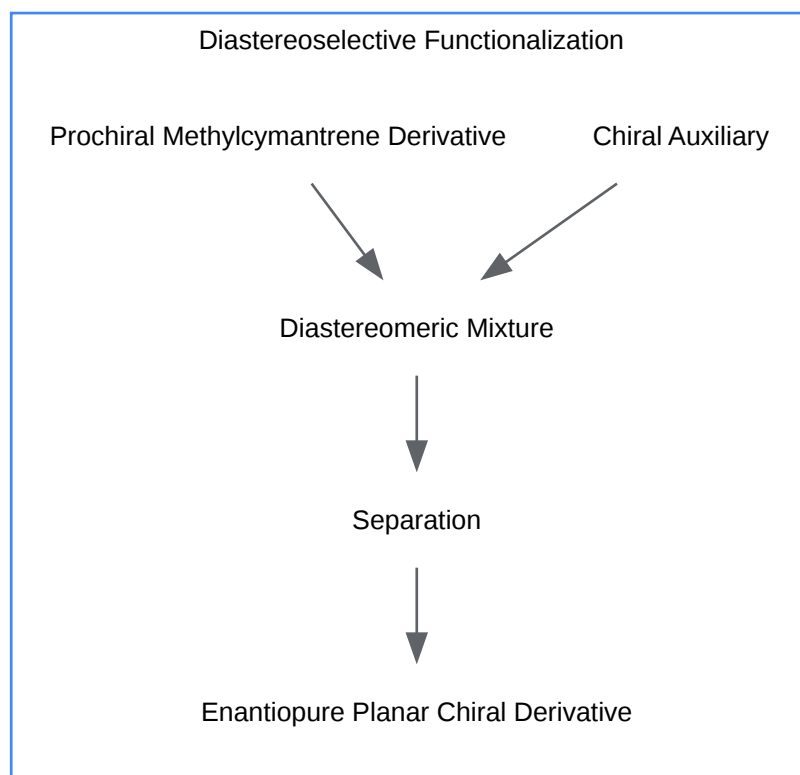 Diastereoselective Functionalization
Prochiral Methylcymantrene Derivative
Chiral Auxiliary
Diastereomeric Mixture
Separation
Enantiopure Planar Chiral Derivative